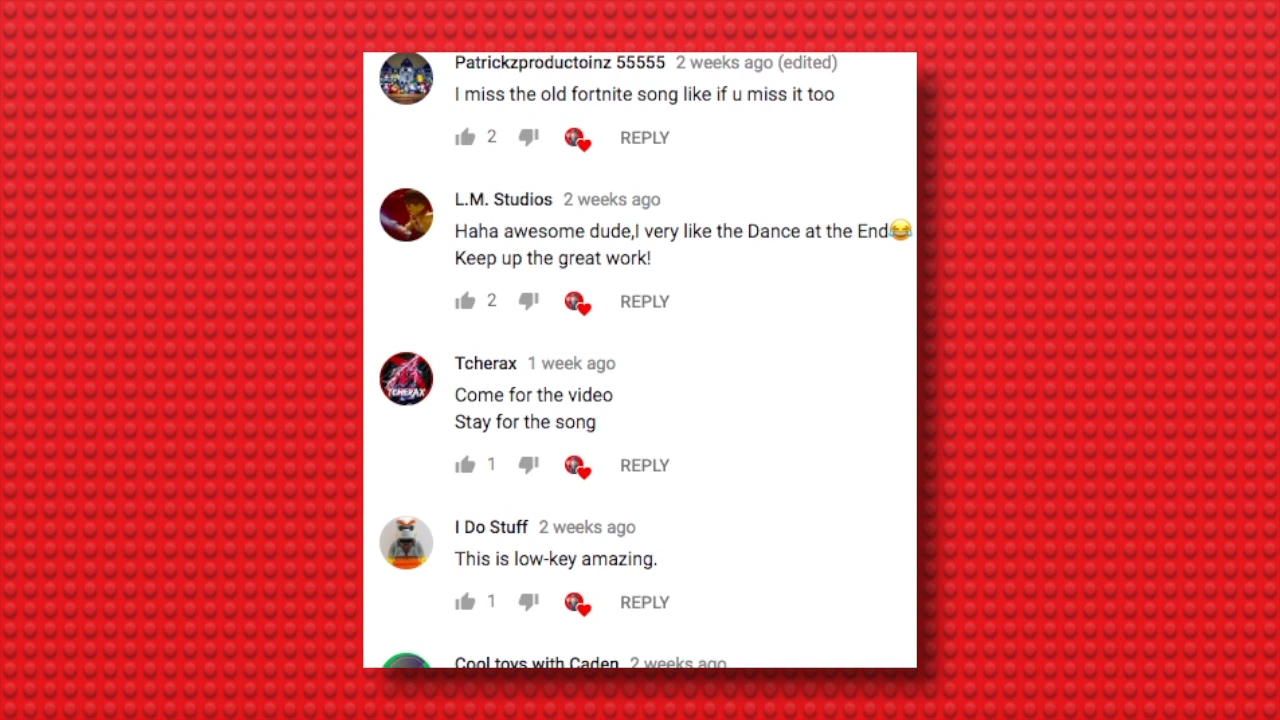 Patrickzproductoinz 55555 2 weeks ago (edited)
I miss the old fortnite song like if u miss it too
2 REPLY
L.M. Studios 2 weeks ago
Haha awesome dude,I very like the Dance at the End😂
Keep up the great work!
2 REPLY
Tcherax 1 week ago
TCHERAX
Come for the video
Stay for the song
1 REPLY
I Do Stuff 2 weeks ago
This is low-key amazing.
1 REPLY
Cool toys with Caden 2 weeks ago